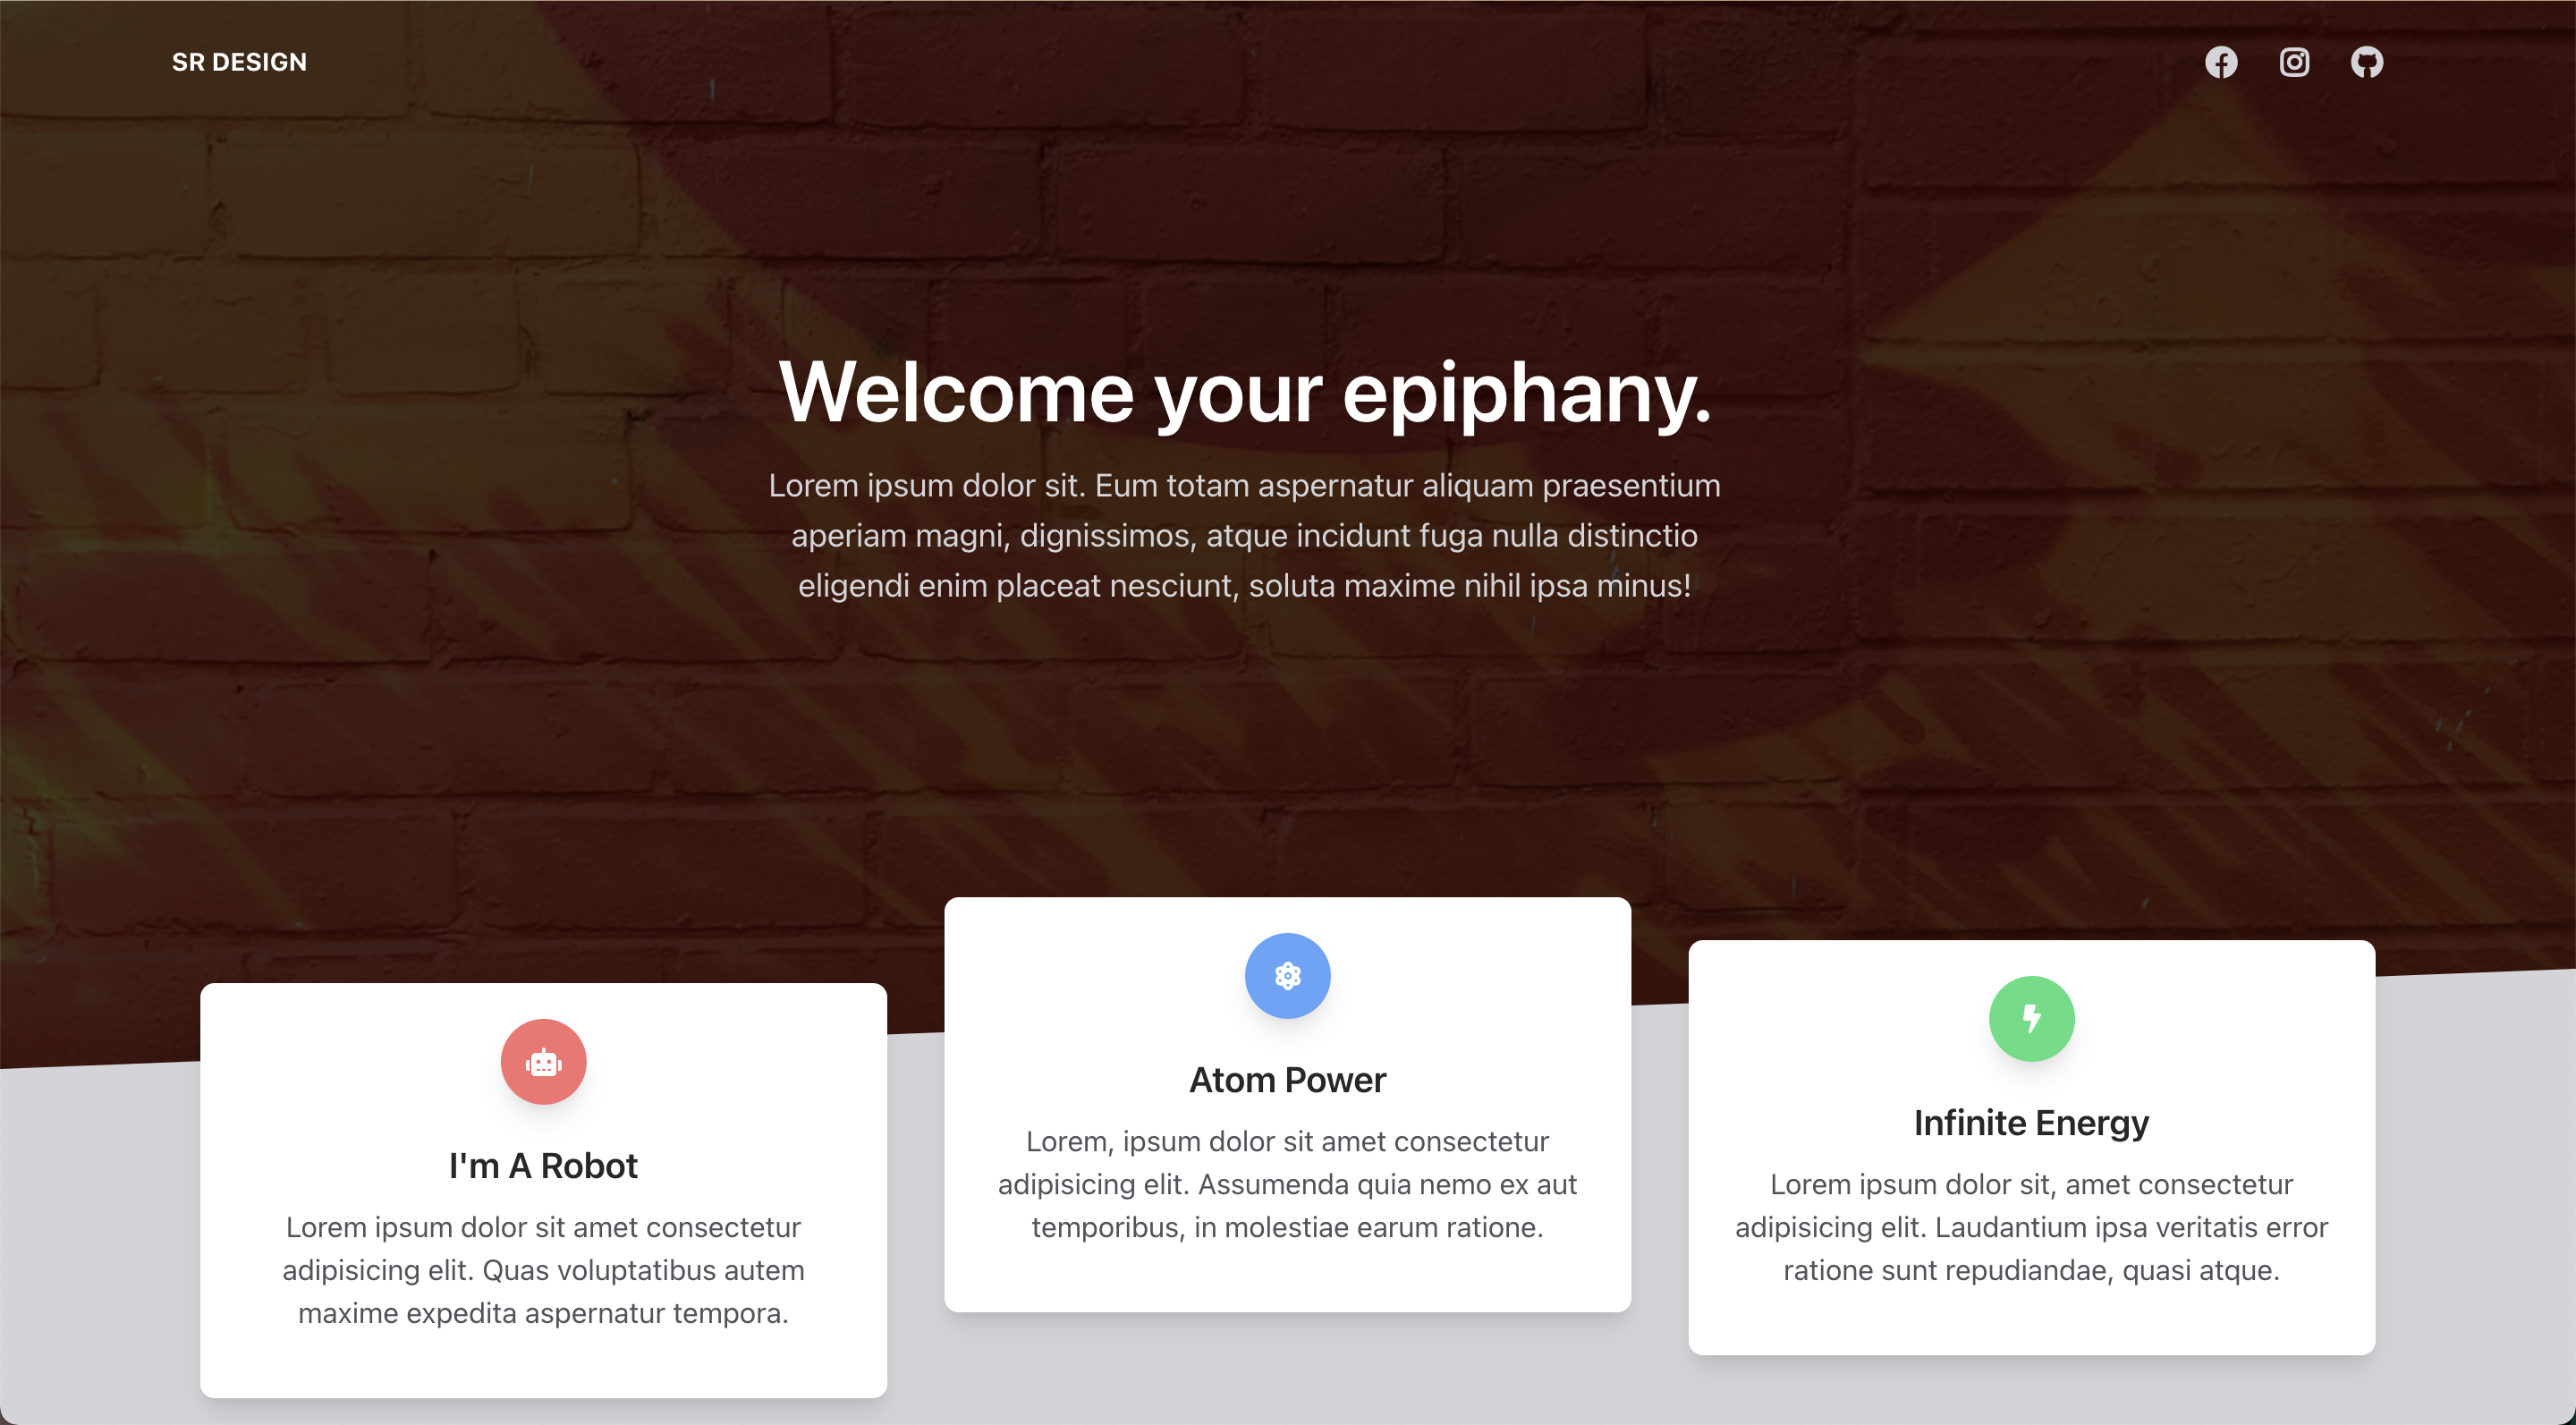 SR DESIGN
Welcome your epiphany.
Lorem ipsum dolor sit. Eum totam aspernatur aliquam praesentium
aperiam magni, dignissimos, atque incidunt fuga nulla distinctio
eligendi enim placeat nesciunt, soluta maxime nihil ipsa minus!
I'm A Robot
Lorem ipsum dolor sit amet consectetur
adipisicing elit. Quas voluptatibus autem
maxime expedita aspernatur tempora.
Atom Power
Lorem, ipsum dolor sit amet consectetur
adipisicing elit. Assumenda quia nemo ex aut
temporibus, in molestiae earum ratione.
Infinite Energy
Lorem ipsum dolor sit, amet consectetur
adipisicing elit. Laudantium ipsa veritatis error
ratione sunt repudiandae, quasi atque.